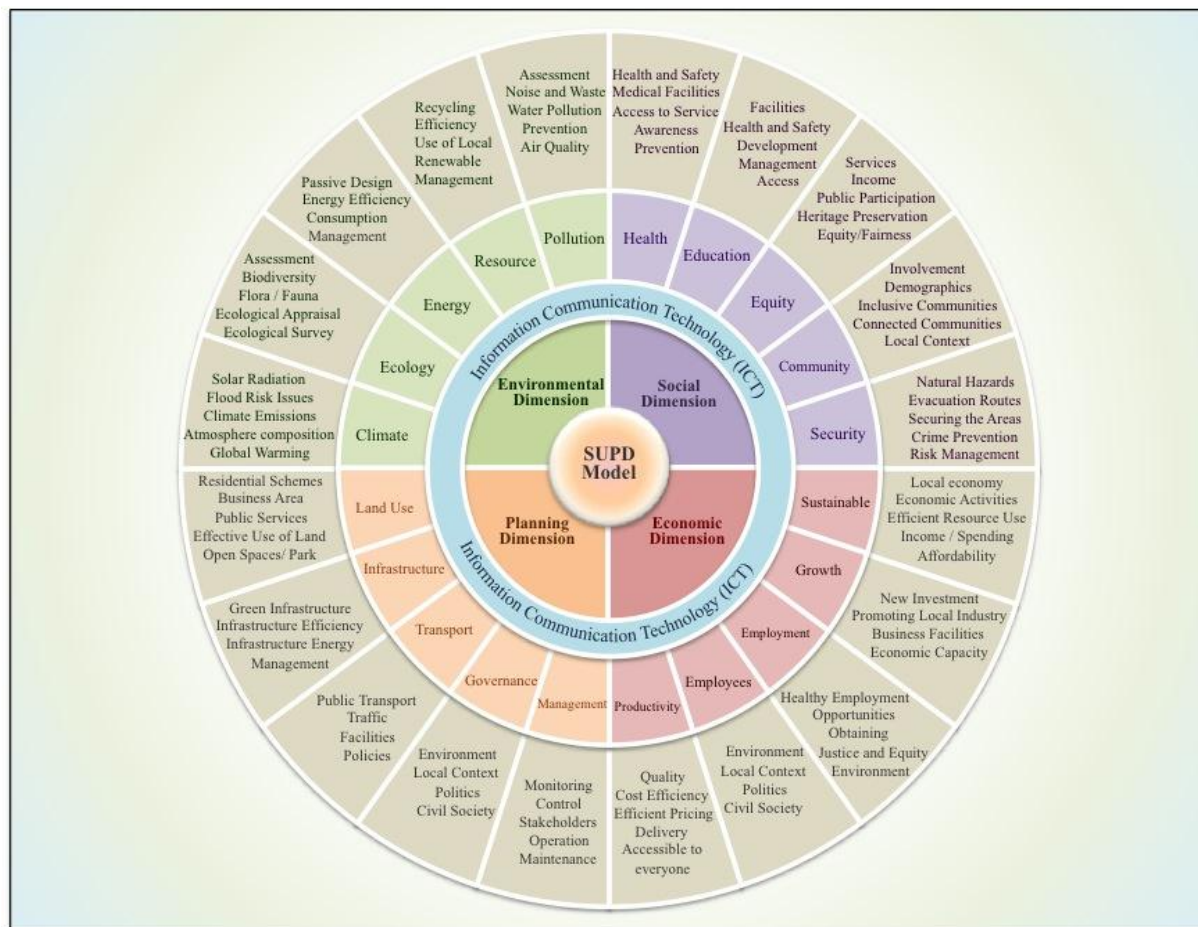 SUPD
Model
Environmental
Dimension
Social
Dimension
Economic
Dimension
Planning
Dimension
Information Communication Technology (ICT)
Information Communication Technology (ICT)
Health
Health and Safety
Medical Facilities
Access to Service
Awareness
Prevention
Education
Facilities
Health and Safety
Development
Management
Access
Equity
Services
Income
Public Participation
Heritage Preservation
Equity/Fairness
Community
Involvement
Demographics
Inclusive Communities
Connected Communities
Local Context
Security
Natural Hazards
Evacuation Routes
Securing the Areas
Crime Prevention
Risk Management
Sustainable
Local economy
Economic Activities
Efficient Resource Use
Income / Spending
Affordability
Growth
New Investment
Promoting Local Industry
Business Facilities
Economic Capacity
Employment
Healthy Employment
Opportunities
Obtaining
Justice and Equity
Environment
Employees
Environment
Local Context
Politics
Civil Society
Productivity
Quality
Cost Efficiency
Efficient Pricing
Delivery
Accessible to
everyone
Management
Monitoring
Control
Stakeholders
Operation
Maintenance
Governance
Environment
Local Context
Politics
Civil Society
Transport
Public Transport
Traffic
Facilities
Policies
Infrastructure
Green Infrastructure
Infrastructure Efficiency
Infrastructure Energy
Management
Land Use
Residential Schemes
Business Area
Public Services
Effective Use of Land
Open Spaces/ Park
Climate
Solar Radiation
Flood Risk Issues
Climate Emissions
Atmosphere composition
Global Warming
Ecology
Assessment
Biodiversity
Flora / Fauna
Ecological Appraisal
Ecological Survey
Energy
Passive Design
Energy Efficiency
Consumption
Management
Resource
Recycling
Efficiency
Use of Local
Renewable
Management
Pollution
Assessment
Noise and Waste
Water Pollution
Prevention
Air Quality